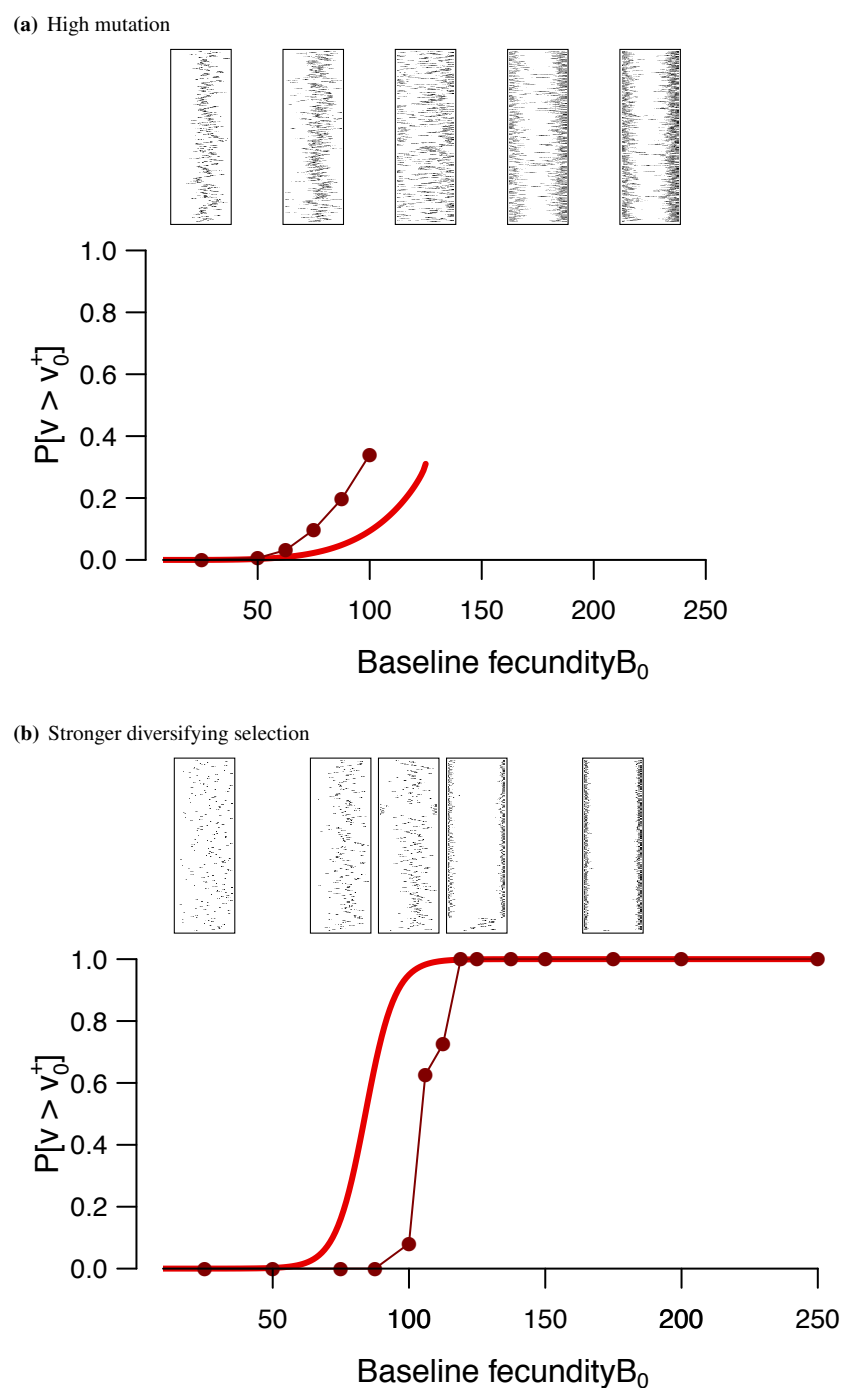 (a) High mutation
1.0
0.8
0.6
0.4
0.2
0.0
P[v > v₀⁺]
50 100 150 200 250
Baseline fecundityB₀
(b) Stronger diversifying selection
1.0
0.8
0.6
0.4
0.2
0.0
P[v > v₀⁺]
50 100 150 200 250
Baseline fecundityB₀